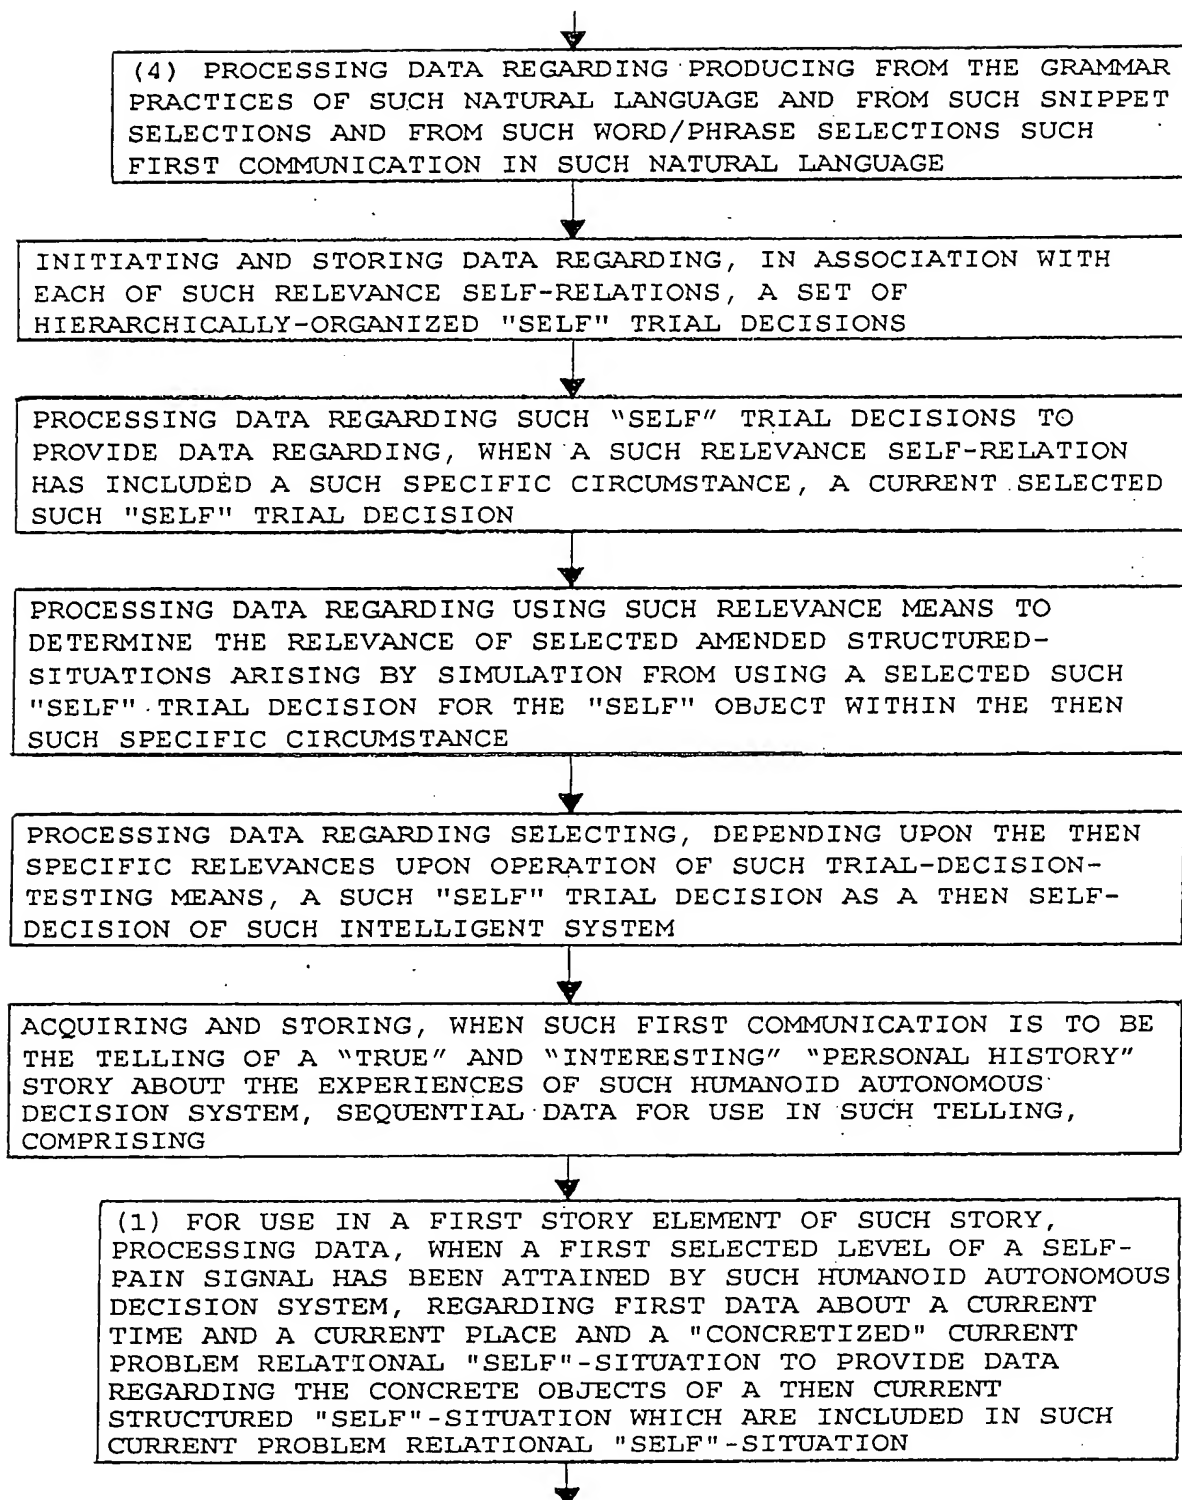 (4) PROCESSING DATA REGARDING PRODUCING FROM THE GRAMMAR
PRACTICES OF SUCH NATURAL LANGUAGE AND FROM SUCH SNIPPET
SELECTIONS AND FROM SUCH WORD/PHRASE SELECTIONS SUCH
FIRST COMMUNICATION IN SUCH NATURAL LANGUAGE
INITIATING AND STORING DATA REGARDING, IN ASSOCIATION WITH
EACH OF SUCH RELEVANCE SELF-RELATIONS, A SET OF
HIERARCHICALLY-ORGANIZED "SELF" TRIAL DECISIONS
PROCESSING DATA REGARDING SUCH “SELF” TRIAL DECISIONS TO
PROVIDE DATA REGARDING, WHEN A SUCH RELEVANCE SELF-RELATION
HAS INCLUDED A SUCH SPECIFIC CIRCUMSTANCE, A CURRENT SELECTED
SUCH "SELF" TRIAL DECISION
PROCESSING DATA REGARDING USING SUCH RELEVANCE MEANS TO
DETERMINE THE RELEVANCE OF SELECTED AMENDED STRUCTURED-
SITUATIONS ARISING BY SIMULATION FROM USING A SELECTED SUCH
"SELF" TRIAL DECISION FOR THE "SELF" OBJECT WITHIN THE THEN
SUCH SPECIFIC CIRCUMSTANCE
PROCESSING DATA REGARDING SELECTING, DEPENDING UPON THE THEN
SPECIFIC RELEVANCES UPON OPERATION OF SUCH TRIAL-DECISION-
TESTING MEANS, A SUCH "SELF" TRIAL DECISION AS A THEN SELF-
DECISION OF SUCH INTELLIGENT SYSTEM
ACQUIRING AND STORING, WHEN SUCH FIRST COMMUNICATION IS TO BE
THE TELLING OF A “TRUE” AND “INTERESTING” “PERSONAL HISTORY”
STORY ABOUT THE EXPERIENCES OF SUCH HUMANOID AUTONOMOUS
DECISION SYSTEM, SEQUENTIAL DATA FOR USE IN SUCH TELLING,
COMPRISING
(1) FOR USE IN A FIRST STORY ELEMENT OF SUCH STORY,
PROCESSING DATA, WHEN A FIRST SELECTED LEVEL OF A SELF-
PAIN SIGNAL HAS BEEN ATTAINED BY SUCH HUMANOID AUTONOMOUS
DECISION SYSTEM, REGARDING FIRST DATA ABOUT A CURRENT
TIME AND A CURRENT PLACE AND A "CONCRETIZED" CURRENT
PROBLEM RELATIONAL "SELF"-SITUATION TO PROVIDE DATA
REGARDING THE CONCRETE OBJECTS OF A THEN CURRENT
STRUCTURED "SELF"-SITUATION WHICH ARE INCLUDED IN SUCH
CURRENT PROBLEM RELATIONAL "SELF"-SITUATION